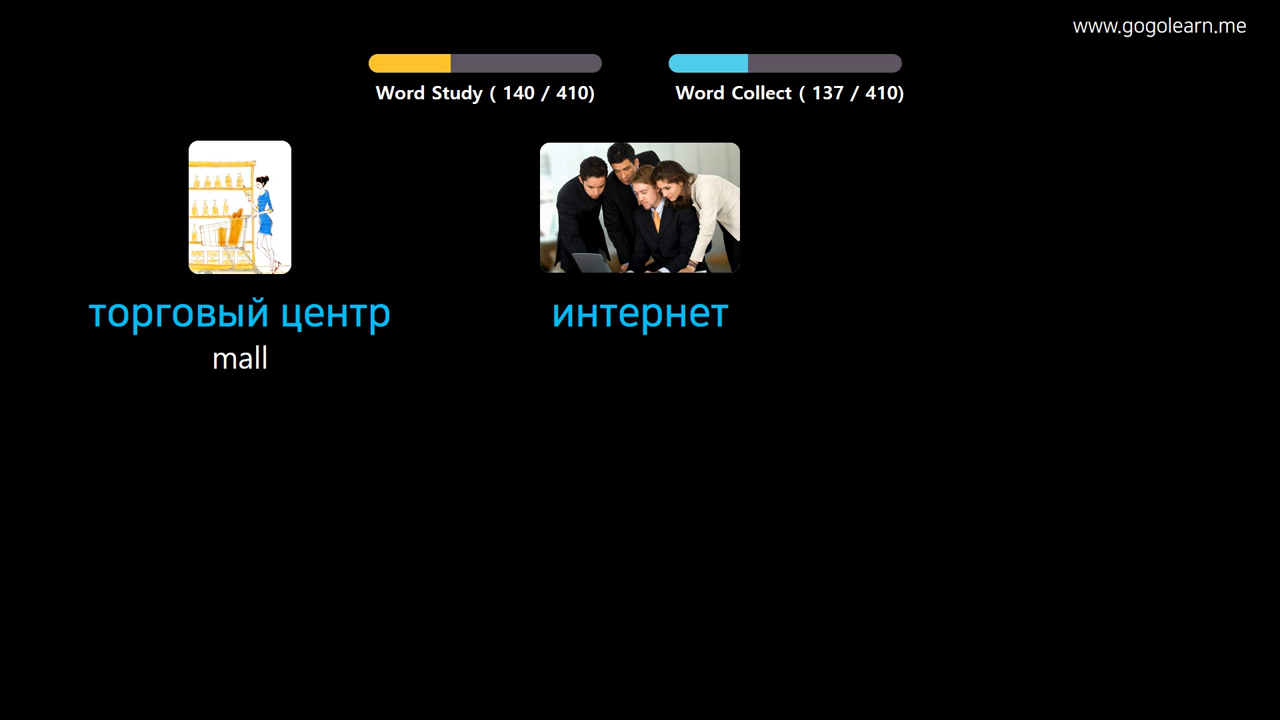 www.gogolearn.me
Word Study ( 140 / 410)
Word Collect ( 137 / 410)
торговый центр
mall
интернет